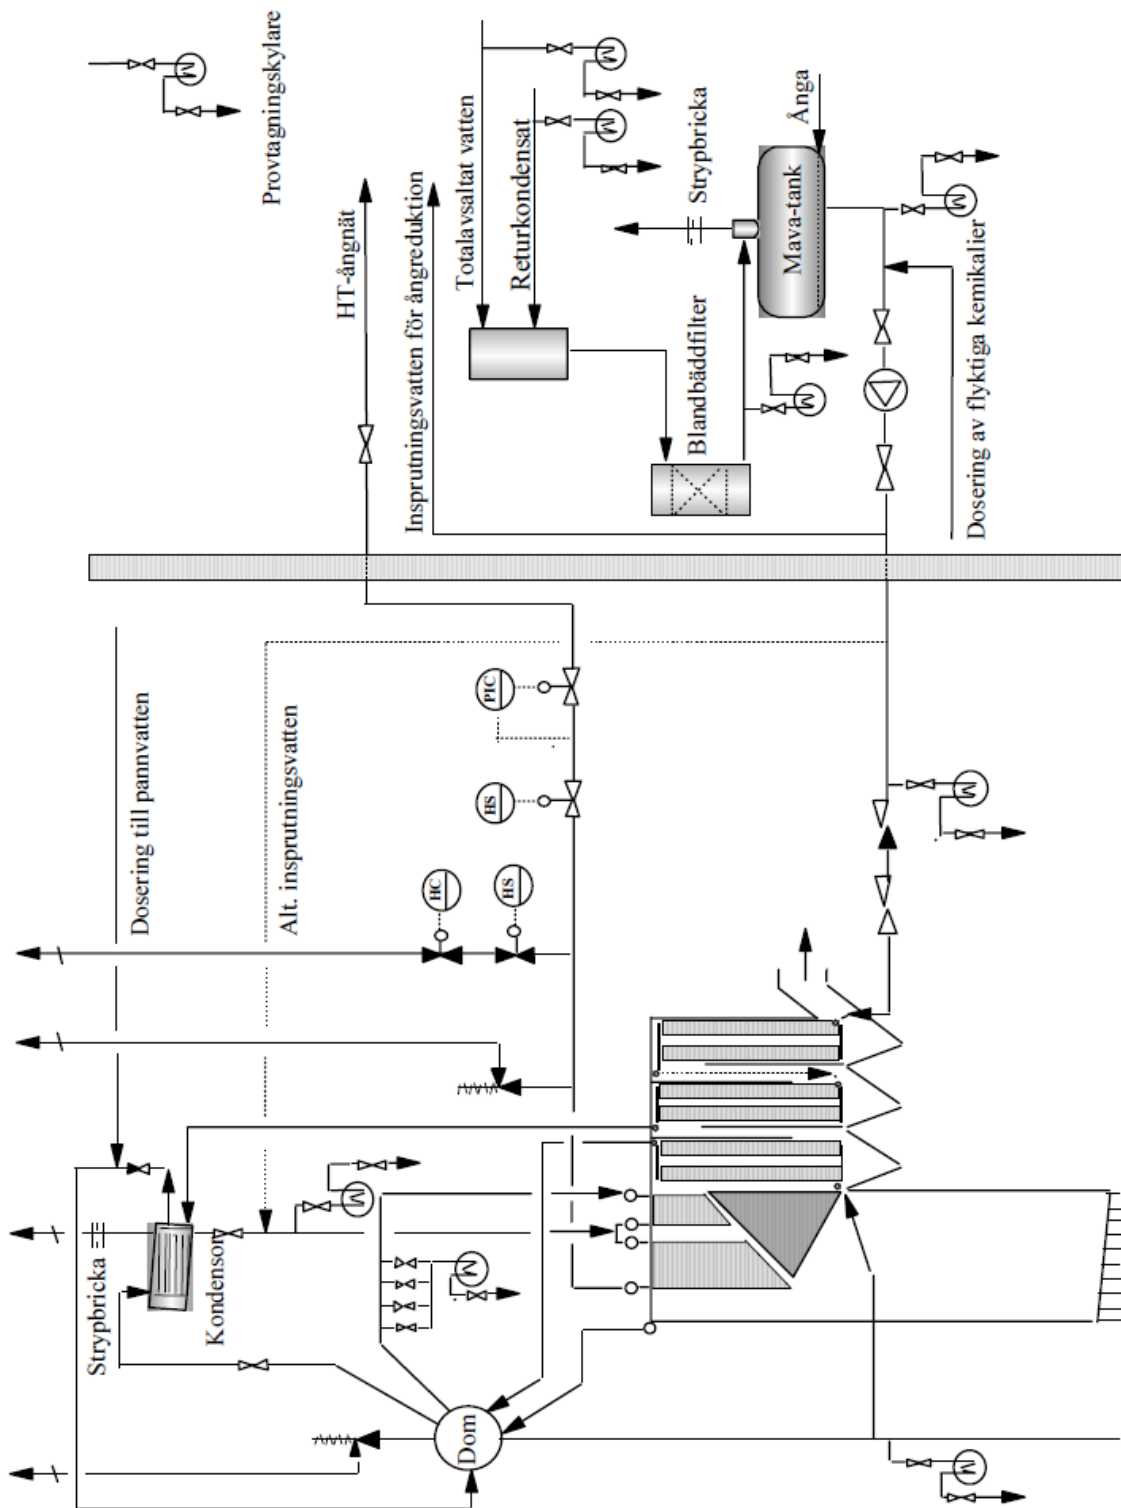 Provtagningskylare
HT-ångnät
Insprutningsvatten för ångreduktion
Totalavsaltat vatten
Returkondensat
Strypbricka
Ånga
Mava-tank
Blandbäddfilter
Dosering av flyktiga kemikalier
Dosering till pannvatten
Alt. insprutningsvatten
PIC
HS
HC
HS
Strypbricka
Kondensor
Dom
M
M
M
M
M
M
M
M
M